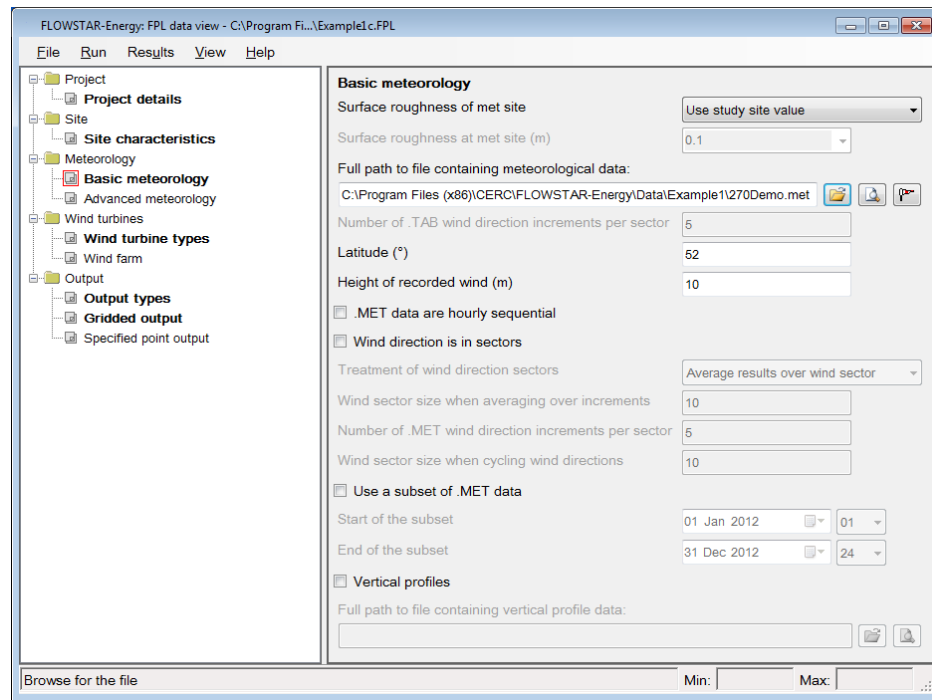 FLOWSTAR-Energy: FPL data view - C:\Program Fi...\Example1c.FPL
File Run Results View Help
Project
Project details
Site
Site characteristics
Meteorology
Basic meteorology
Advanced meteorology
Wind turbines
Wind turbine types
Wind farm
Output
Output types
Gridded output
Specified point output
Basic meteorology
Surface roughness of met site Use study site value
Surface roughness at met site (m) 0.1
Full path to file containing meteorological data:
C:\Program Files (x86)\CERC\FLOWSTAR-Energy\Data\Example1\270Demo.met
Number of .TAB wind direction increments per sector 5
Latitude (°) 52
Height of recorded wind (m) 10
.MET data are hourly sequential
Wind direction is in sectors
Treatment of wind direction sectors Average results over wind sector
Wind sector size when averaging over increments 10
Number of .MET wind direction increments per sector 5
Wind sector size when cycling wind directions 10
Use a subset of .MET data
Start of the subset 01 Jan 2012 01
End of the subset 31 Dec 2012 24
Vertical profiles
Full path to file containing vertical profile data:
Browse for the file Min: Max: